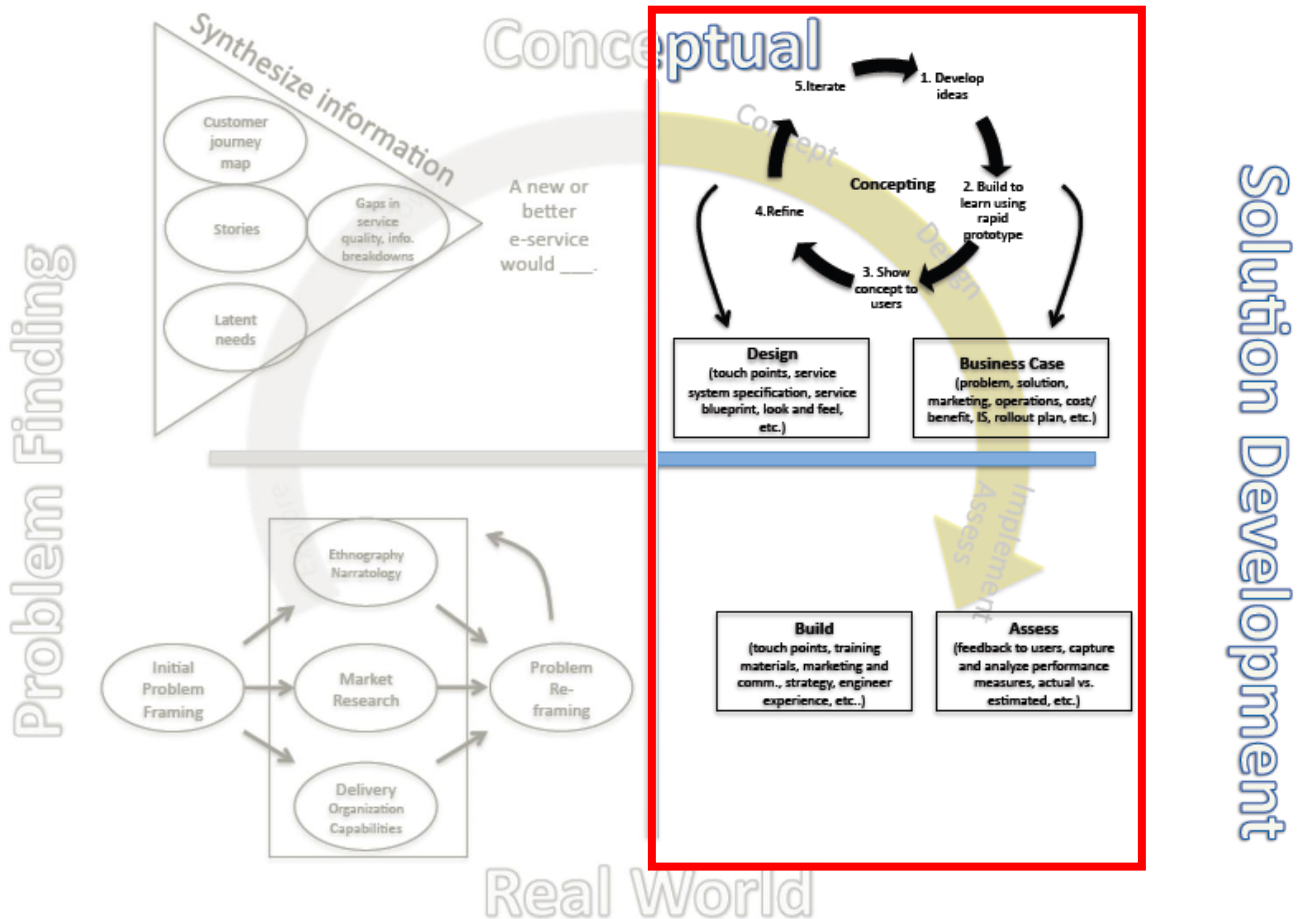 Conceptual
Synthesize information
Customer
journey
map
Stories
Gaps in
service
quality, info.
breakdowns
Latent
needs
A new or
better
e-service
would ___.
5.Iterate
1. Develop
ideas
Concept
Concepting
2. Build to
learn using
rapid
prototype
4.Refine
Design
3. Show
concept to
users
Design
(touch points, service
system specification, service
blueprint, look and feel,
etc.)
Business Case
(problem, solution,
marketing, operations, cost/
benefit, IS, rollout plan, etc.)
Problem Finding
Solution Development
Implement
Assess
Ethnography
Narratology
Initial
Problem
Framing
Market
Research
Problem
Re-
framing
Delivery
Organization
Capabilities
Build
(touch points, training
materials, marketing and
comm., strategy, engineer
experience, etc..)
Assess
(feedback to users, capture
and analyze performance
measures, actual vs.
estimated, etc.)
Real World